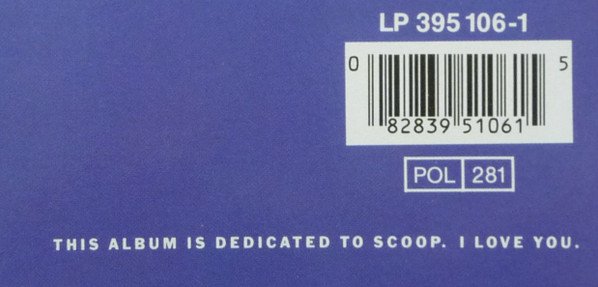 LP 395 106-1
0 5
82839 51061
POL 281
THIS ALBUM IS DEDICATED TO SCOOP. I LOVE YOU.